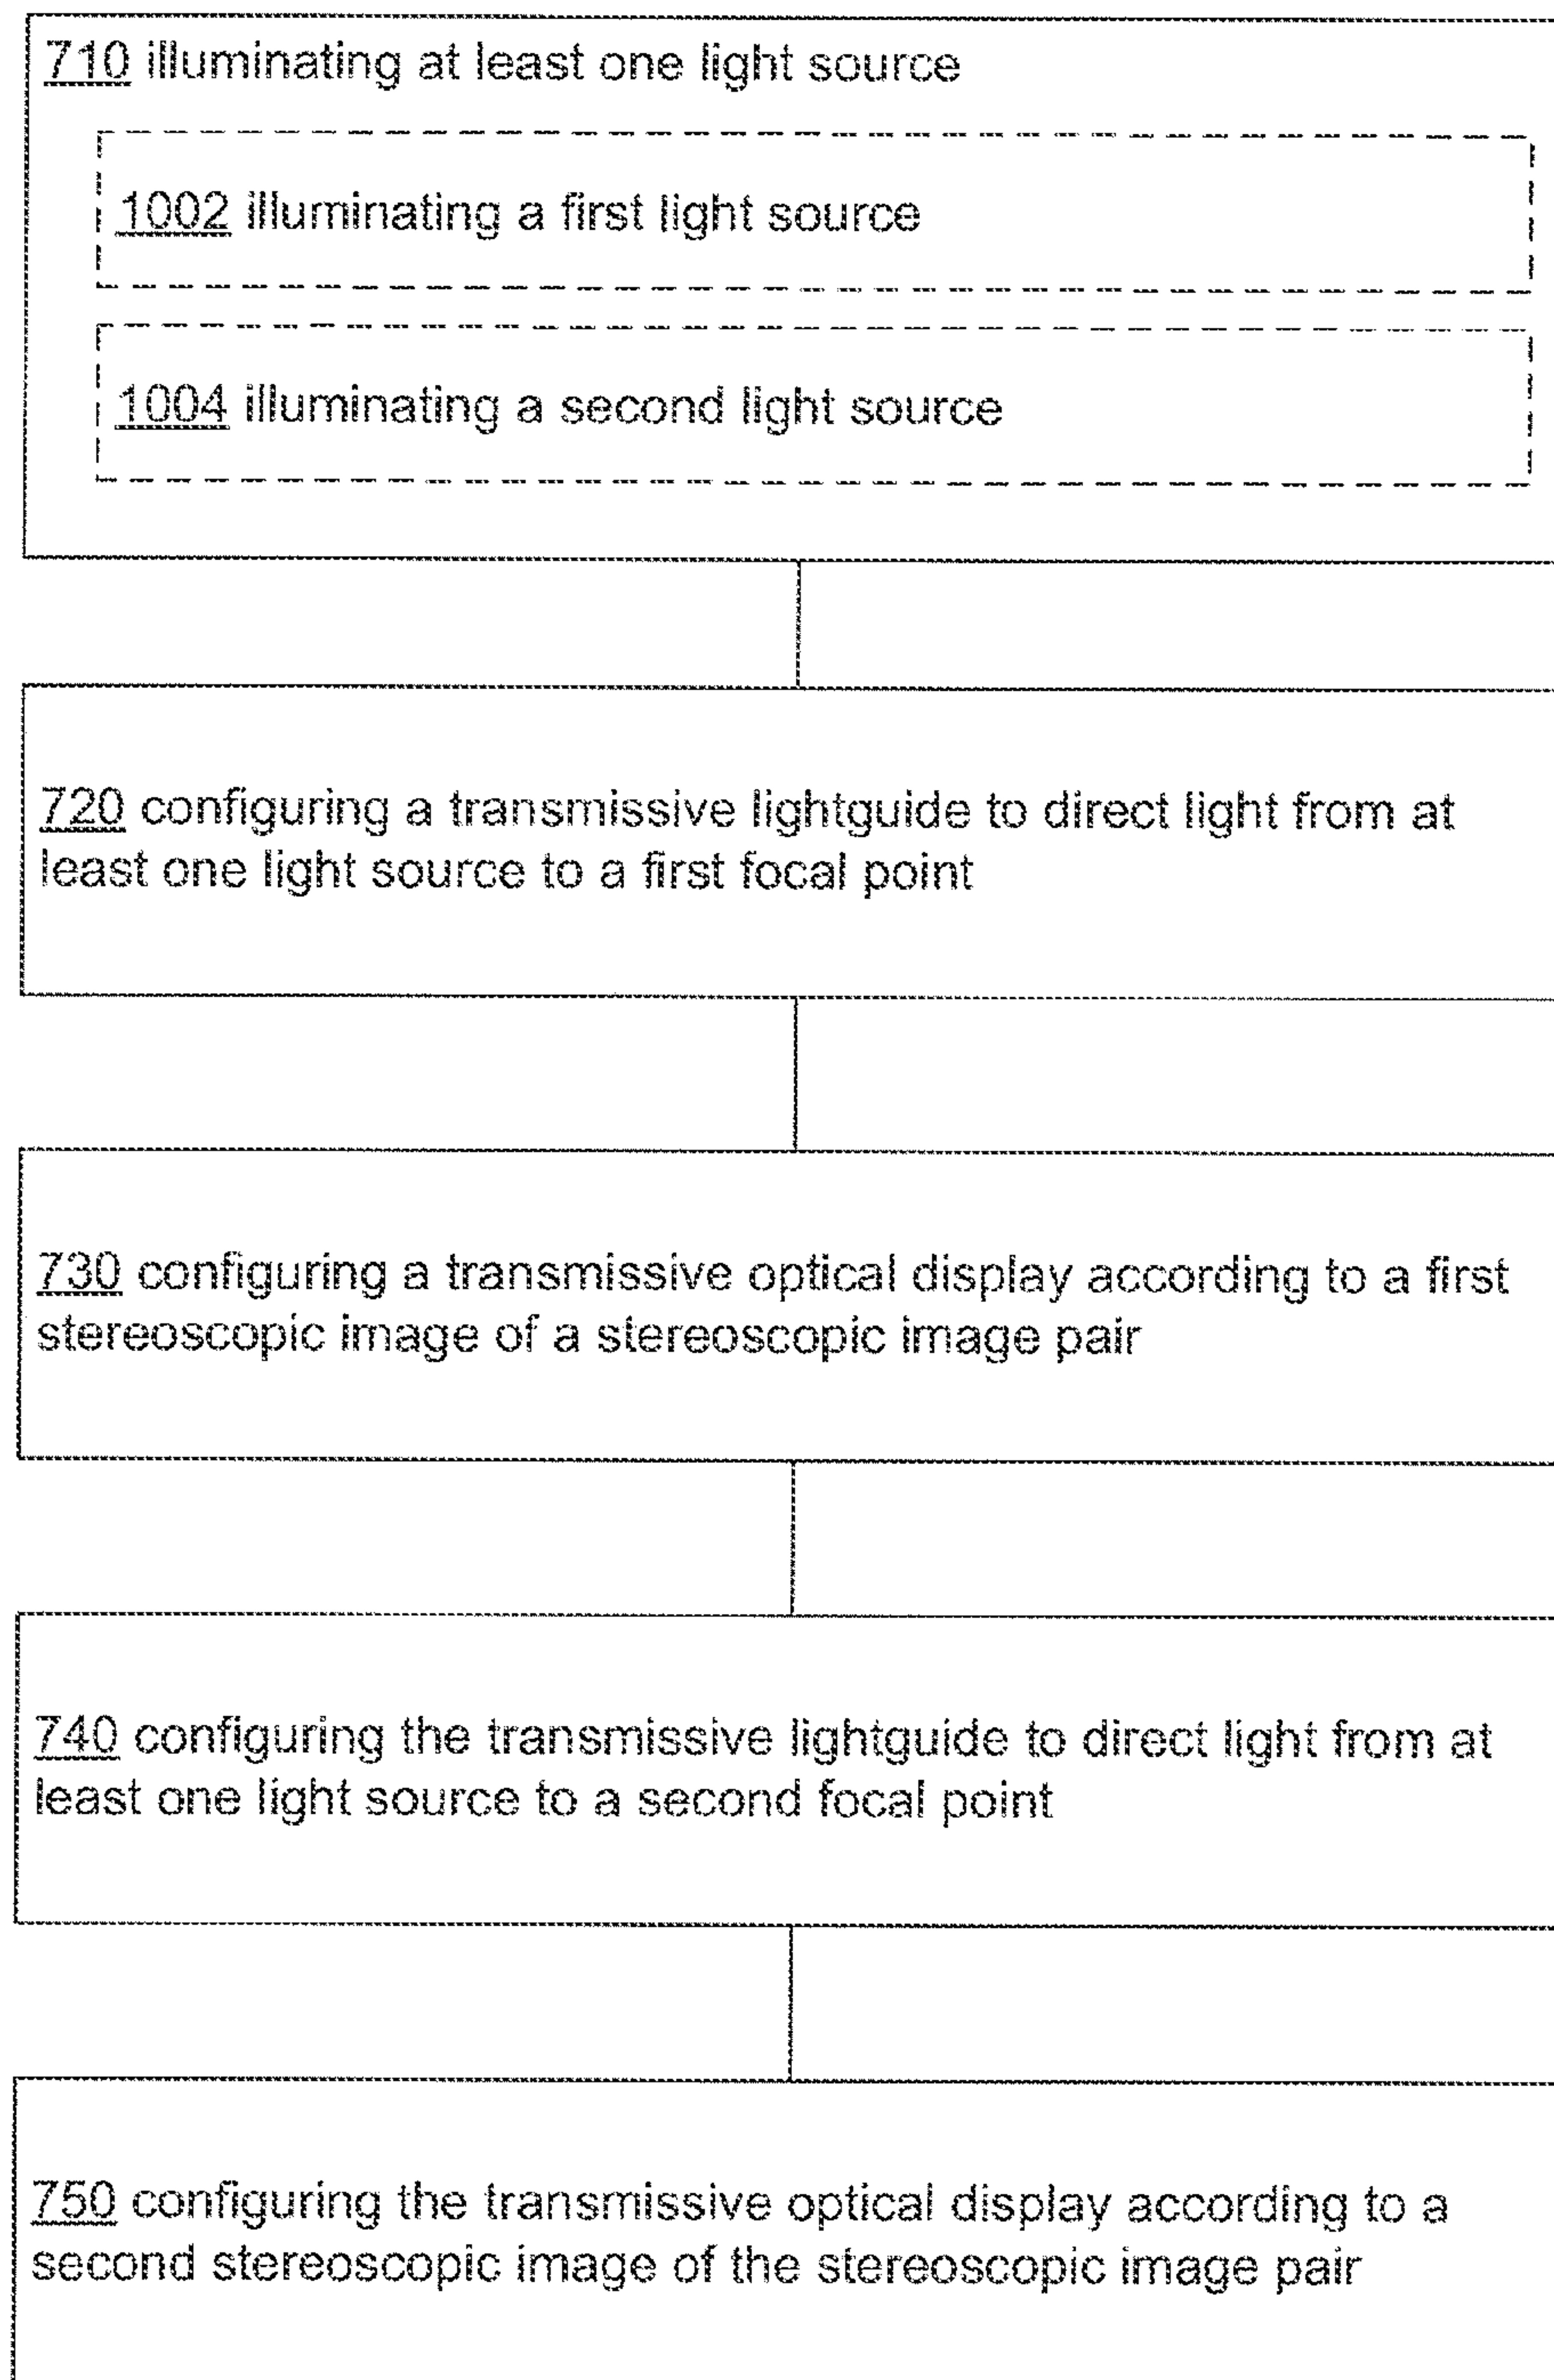 710 illuminating at least one light source
1002 illuminating a first light source
1004 illuminating a second light source
720 configuring a transmissive lightguide to direct light from at
least one light source to a first focal point
730 configuring a transmissive optical display according to a first
stereoscopic image of a stereoscopic image pair
740 configuring the transmissive lightguide to direct light from at
least one light source to a second focal point
750 configuring the transmissive optical display according to a
second stereoscopic image of the stereoscopic image pair